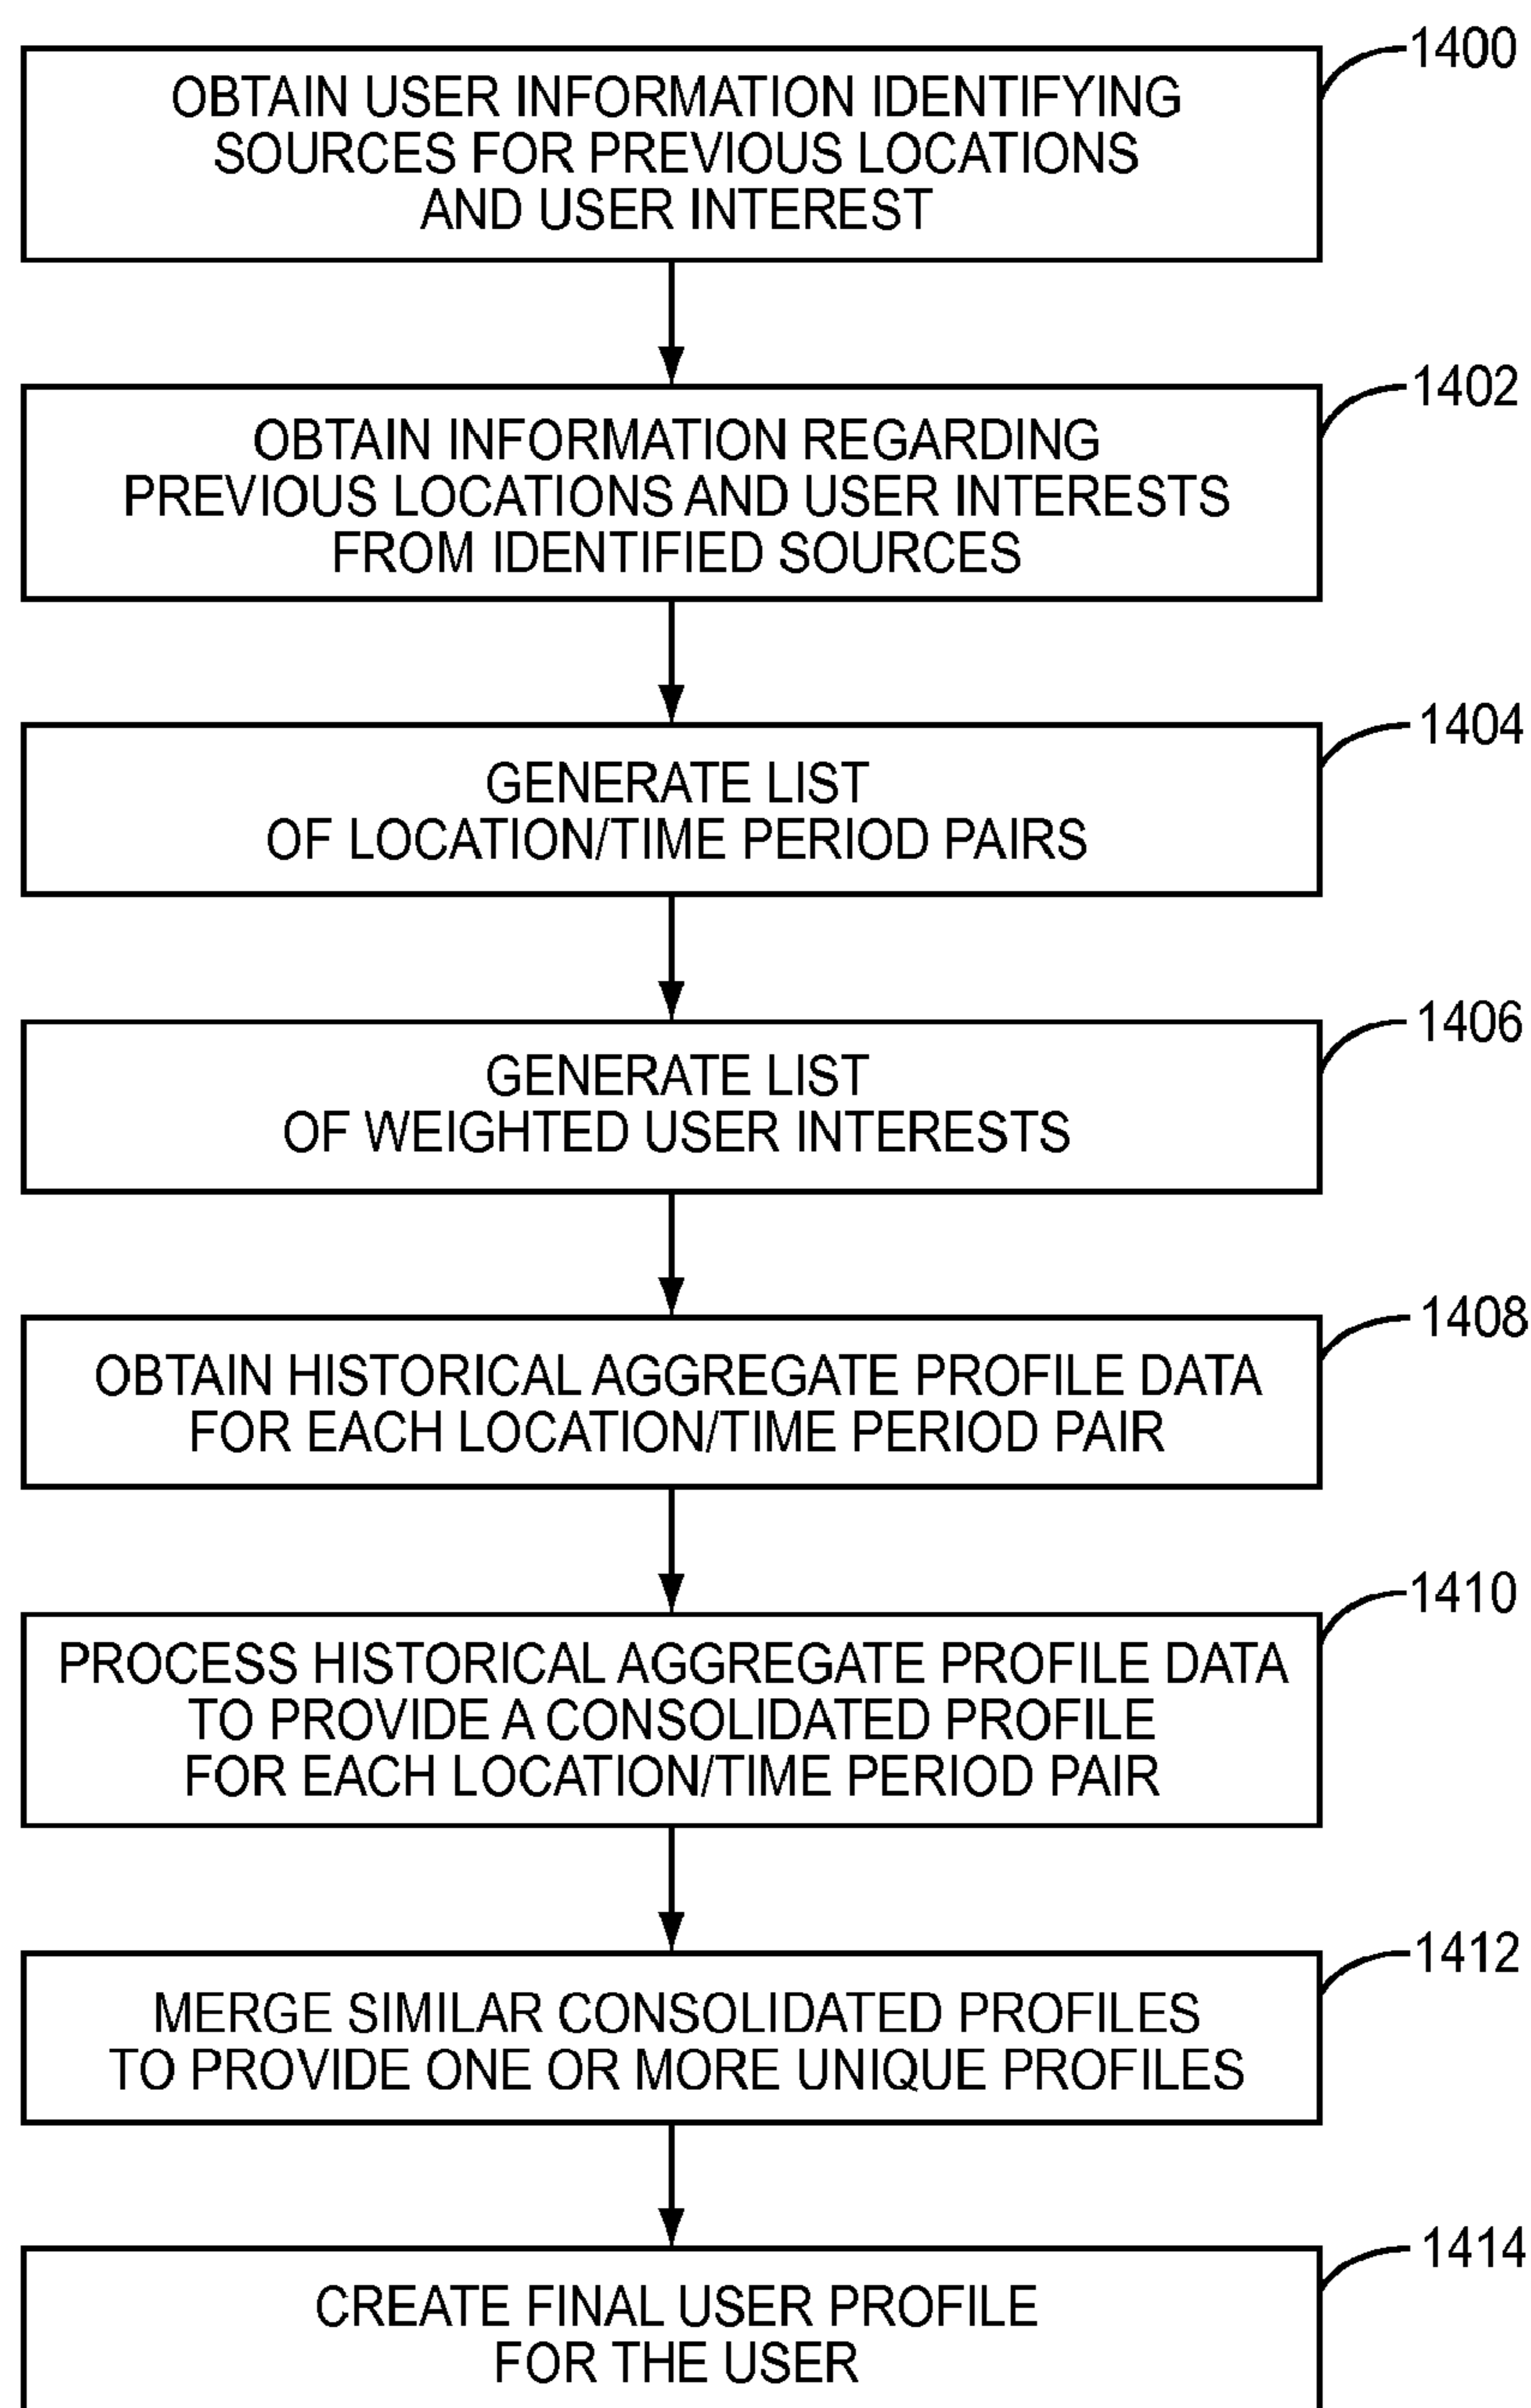 1400
OBTAIN USER INFORMATION IDENTIFYING
SOURCES FOR PREVIOUS LOCATIONS
AND USER INTEREST
1402
OBTAIN INFORMATION REGARDING
PREVIOUS LOCATIONS AND USER INTERESTS
FROM IDENTIFIED SOURCES
1404
GENERATE LIST
OF LOCATION/TIME PERIOD PAIRS
1406
GENERATE LIST
OF WEIGHTED USER INTERESTS
1408
OBTAIN HISTORICAL AGGREGATE PROFILE DATA
FOR EACH LOCATION/TIME PERIOD PAIR
1410
PROCESS HISTORICAL AGGREGATE PROFILE DATA
TO PROVIDE A CONSOLIDATED PROFILE
FOR EACH LOCATION/TIME PERIOD PAIR
1412
MERGE SIMILAR CONSOLIDATED PROFILES
TO PROVIDE ONE OR MORE UNIQUE PROFILES
1414
CREATE FINAL USER PROFILE
FOR THE USER